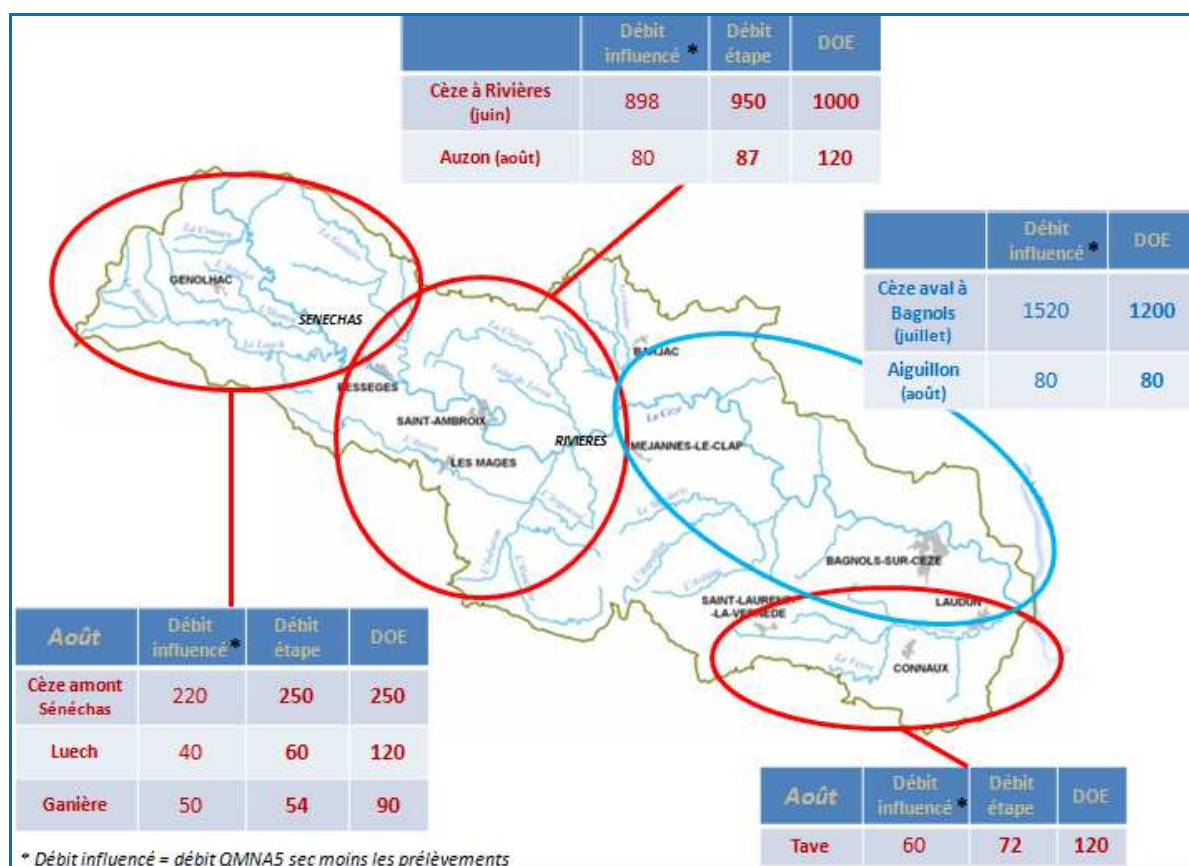 Débit influencé * Débit étape DOE
Cèze à Rivières (juin) 898 950 1000
Auzon (août) 80 87 120
Débit influencé * DOE
Cèze aval à Bagnols (juillet) 1520 1200
Aiguillon (août) 80 80
GENOLHAC
SENECHAS
Le Luech
BESSEGES
SAINT-AMBROIX
LES MAGES
RIVIERES
BARJAC
La Cèze
MEJANNES-LE-CLAP
BAGNOLS-SUR-CEZE
SAINT-LAURENT-LA-VERNEDE
LAUDUN
CONNAUX
Août Débit influencé * Débit étape DOE
Cèze amont Sénéchas 220 250 250
Luech 40 60 120
Ganière 50 54 90
Août Débit influencé * Débit étape DOE
Tave 60 72 120
* Débit influencé = débit QMNA5 sec moins les prélèvements